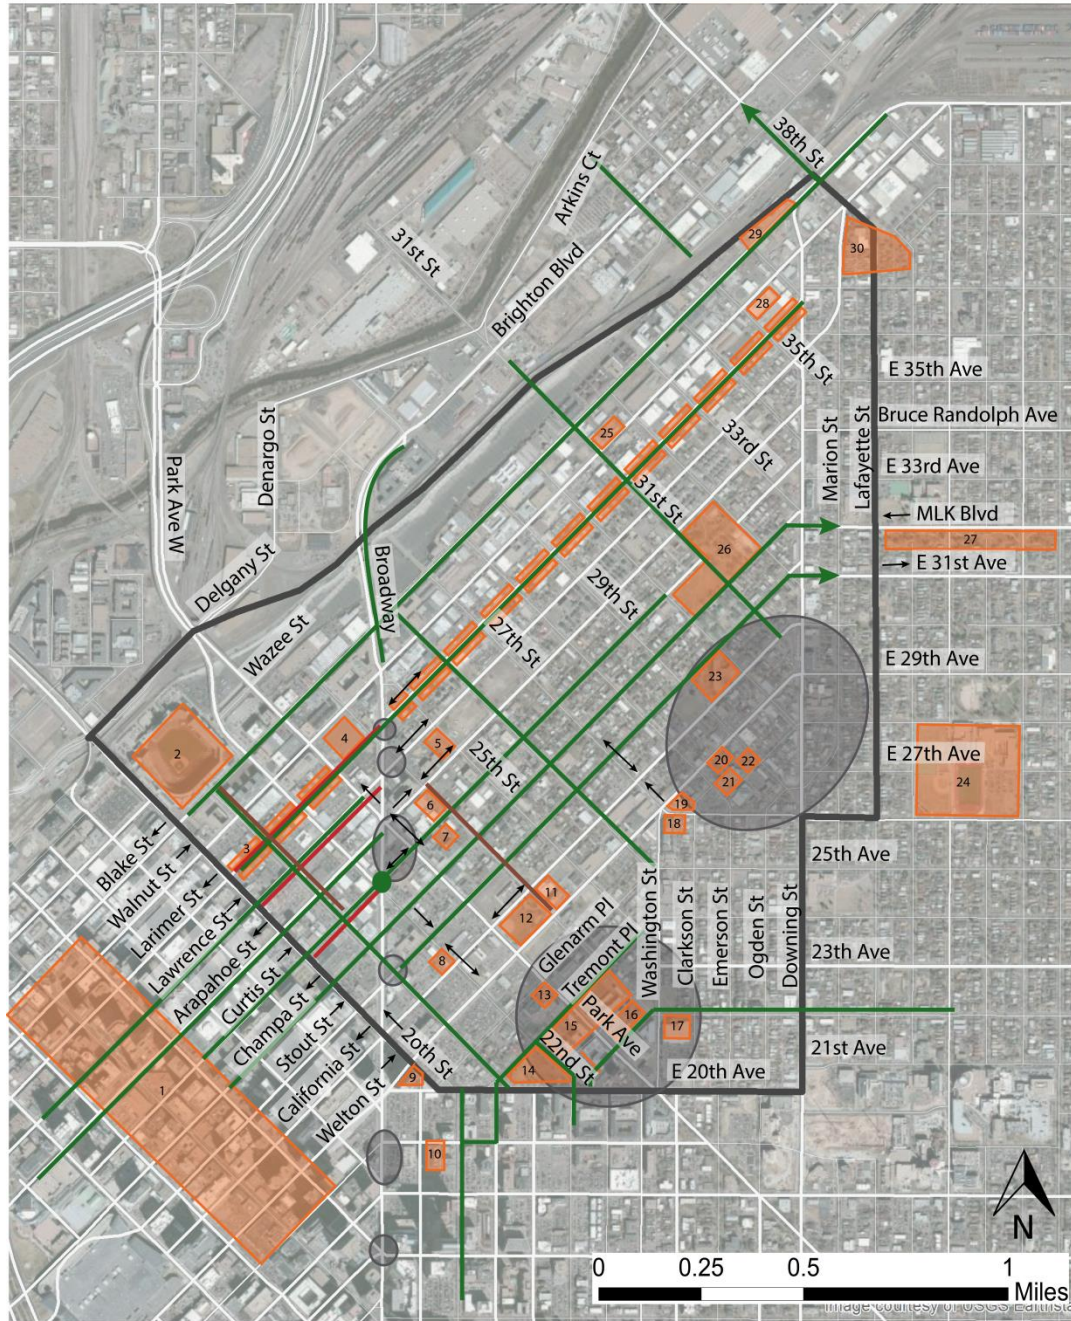 38th St
Arkins Ct
31st St
Brighton Blvd
29
30
28
35th St
E 35th Ave
Denargo St
Bruce Randolph Ave
25
33rd St
Marion St
Lafayette St
E 33rd Ave
Park Ave W
31st St
MLK Blvd
26
27
E 31st Ave
Delgany St
Broadway
29th St
Wazee St
27th St
E 29th Ave
23
2
4
5
25th St
20
22
21
E 27th Ave
24
6
19
18
7
3
Blake St
Walnut St
Larimer St
Lawrence St
Arapahoe St
Curtis St
Champa St
Stout St
California St
Welton St
25th Ave
11
12
Glenarm Pl
Tremont Pl
Washington St
Clarkson St
Emerson St
Ogden St
Downing St
23th Ave
8
13
15
Park Ave
16
17
22nd St
21st Ave
20th St
14
E 20th Ave
9
1
10
N
0 0.25 0.5 1
Miles
Image courtesy of USGS Earthsta